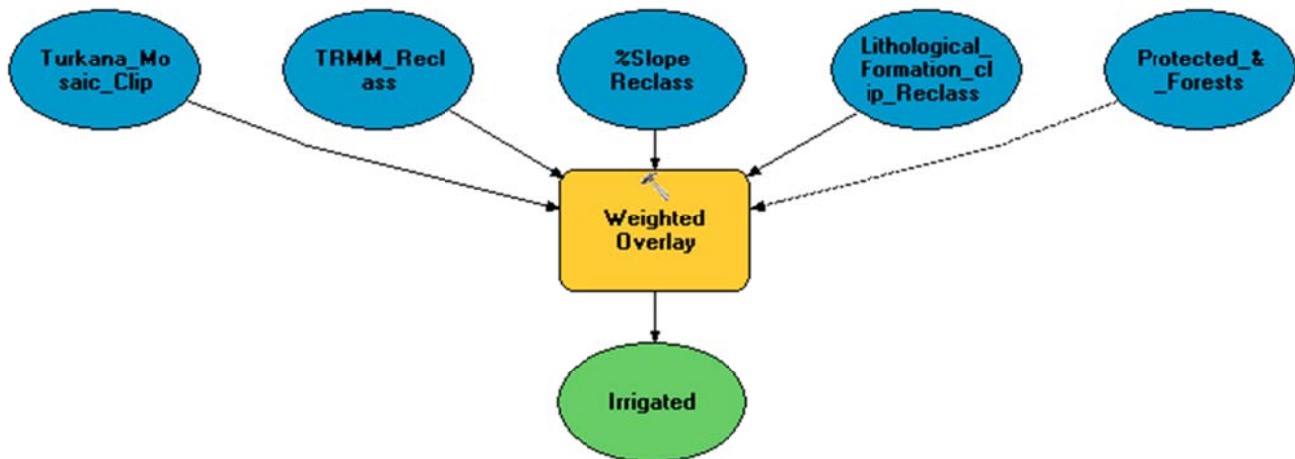 Turkana_Mo
saic_Clip
TRMM_Recl
ass
%Slope
Reclass
Lithological_
Formation_cl
ip_Reclass
Protected_&
_Forests
Weighted
Overlay
Irrigated